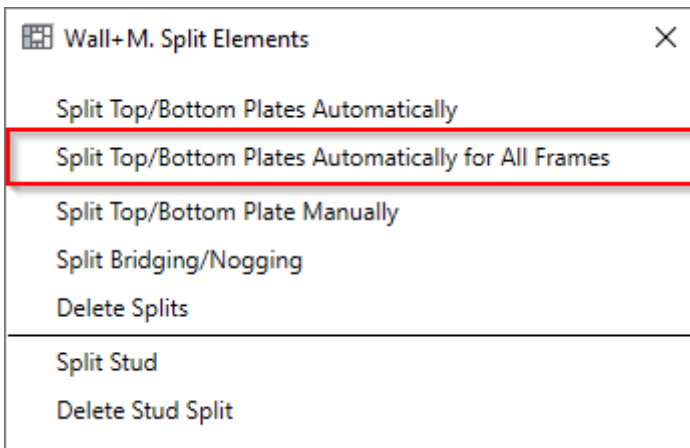 Wall+M. Split Elements
Split Top/Bottom Plates Automatically
Split Top/Bottom Plates Automatically for All Frames
Split Top/Bottom Plate Manually
Split Bridging/Nogging
Delete Splits
Split Stud
Delete Stud Split